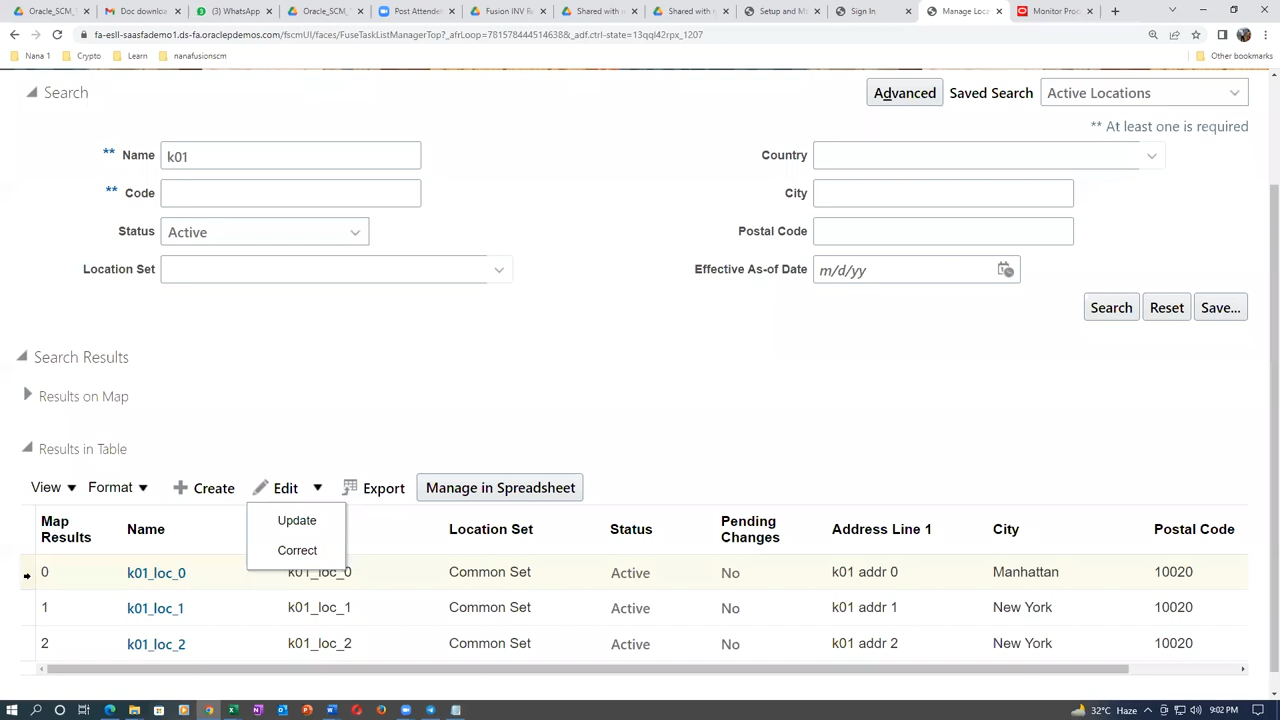 Oracle_SCM_
Doc downloa
(3) WhatsApp
Oracle_SCM_1
Post Attende
Fusion INV R
Shared with
Shared with
Setup and M
Sign In
Manage Loca
Monitor Proc
fa-esll-saasfademo1.ds-fa.oraclepdemos.com/fscmUI/faces/FuseTaskListManagerTop?_afrLoop=7815784445514638&_adf.ctrl-state=13qql42rpx_1207
Nana 1
Crypto
Learn
nanafusionscm
Other bookmarks
Search
Advanced
Saved Search
Active Locations
** At least one is required
** Name
k01
Country
** Code
City
Status
Active
Postal Code
Location Set
Effective As-of Date
m/d/yy
Search
Reset
Save...
Search Results
Results on Map
Results in Table
View
Format
Create
Edit
Export
Manage in Spreadsheet
Update
Correct
Map Results Name Location Set Status Pending Changes Address Line 1 City Postal Code
0 k01_loc_0 k01_loc_0 Common Set Active No k01 addr 0 Manhattan 10020
1 k01_loc_1 k01_loc_1 Common Set Active No k01 addr 1 New York 10020
2 k01_loc_2 k01_loc_2 Common Set Active No k01 addr 2 New York 10020
32°C Haze
9:02 PM